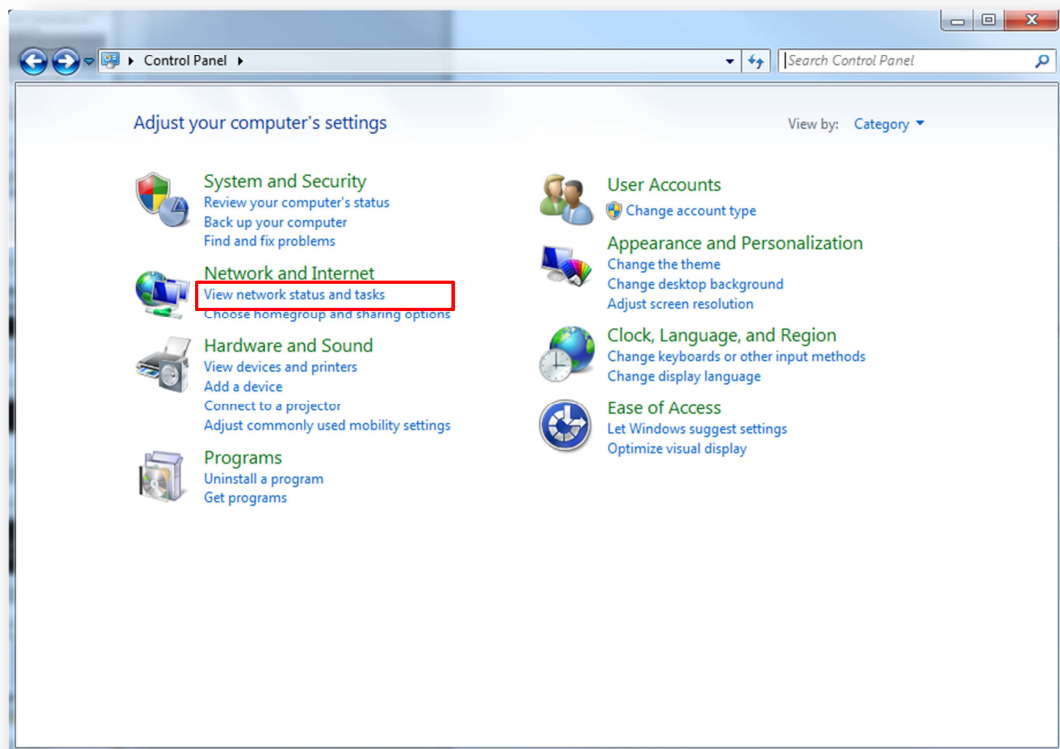 Control Panel
Search Control Panel
Adjust your computer's settings
View by: Category
System and Security
Review your computer's status
Back up your computer
Find and fix problems
Network and Internet
View network status and tasks
Choose homegroup and sharing options
Hardware and Sound
View devices and printers
Add a device
Connect to a projector
Adjust commonly used mobility settings
Programs
Uninstall a program
Get programs
User Accounts
Change account type
Appearance and Personalization
Change the theme
Change desktop background
Adjust screen resolution
Clock, Language, and Region
Change keyboards or other input methods
Change display language
Ease of Access
Let Windows suggest settings
Optimize visual display